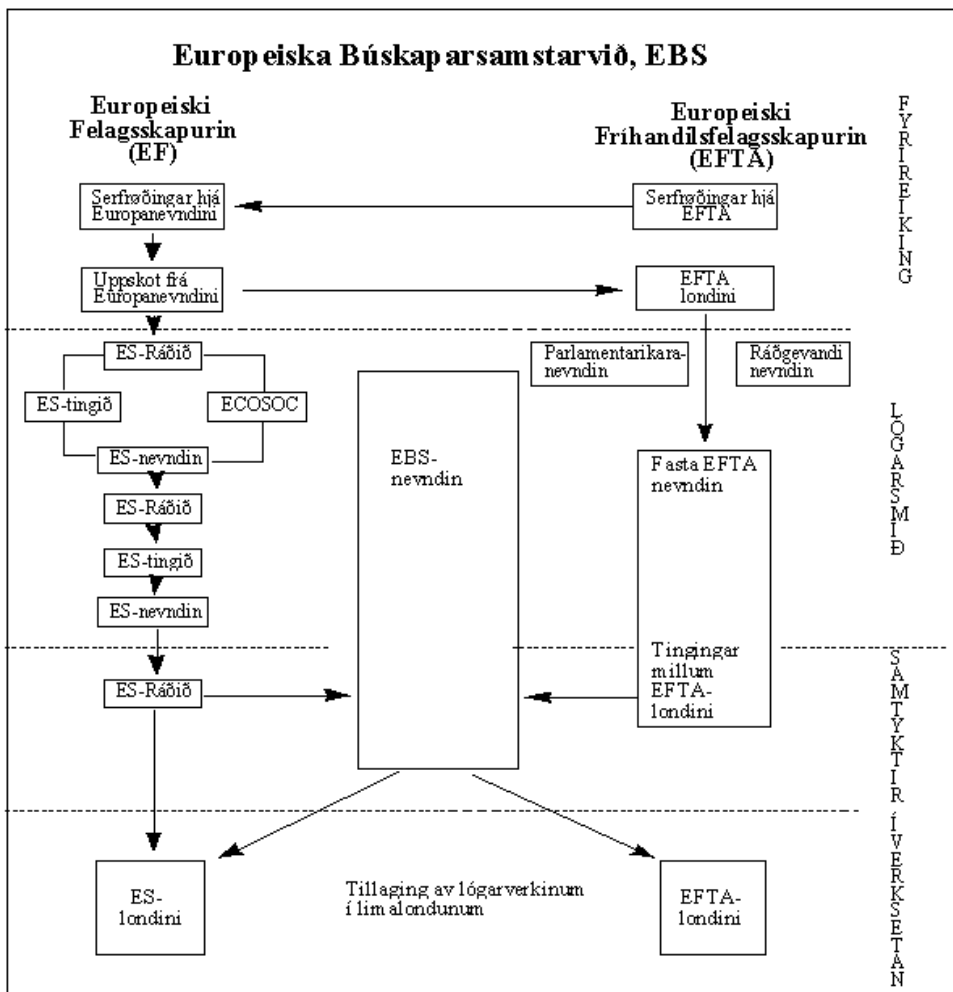 Europeiska Búskaparsamstarvið, EBS
Europeiski
Felagsskapurin
(EF)
Europeiski
Fríhandilsfelagsskapurin
(EFTA)
Serfrøðingar hjá
Europanevndini
Serfrøðingar hjá
EFTA
Uppskot frá
Europanevndini
EFTA
londini
FYRIREIKING
ES-Ráðið
ES-tingið
ECOSOC
ES-nevndin
ES-Ráðið
ES-tingið
ES-nevndin
EBS-
nevndin
Parlamentarikara-
nevndin
Ráðgevandi
nevndin
Fasta EFTA
nevndin
LÓGARSMIÐ
ES-Ráðið
Tingingar
millum
EFTA-
londini
SAMTYKTIR
ES-
londini
Tillaging av lógarverkinum
í limalondunum
EFTA-
londini
ÍVERKSETAN